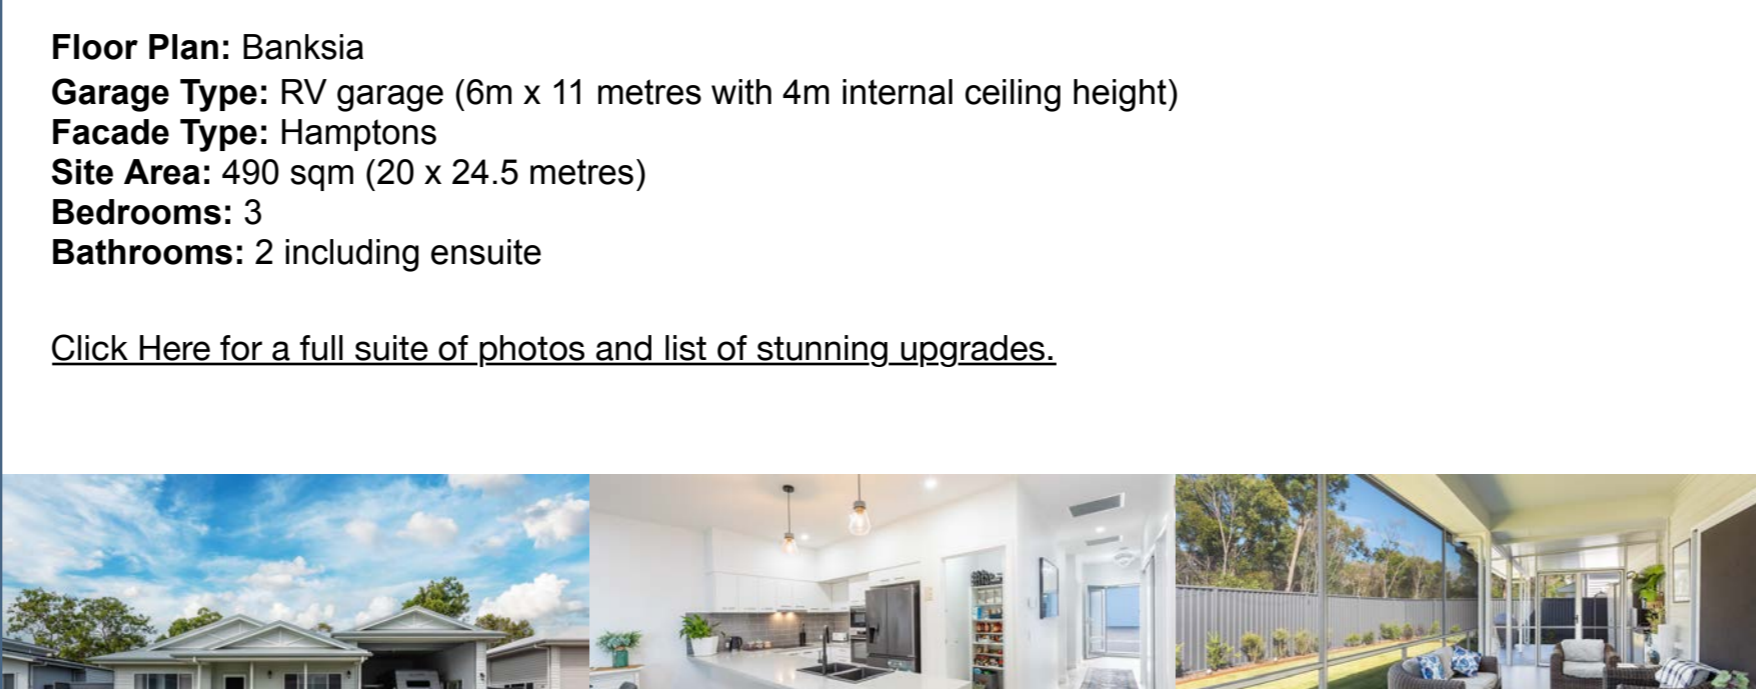 Floor Plan: Banksia
Garage Type: RV garage (6m x 11 metres with 4m internal ceiling height)
Facade Type: Hamptons
Site Area: 490 sqm (20 x 24.5 metres)
Bedrooms: 3
Bathrooms: 2 including ensuite
Click Here for a full suite of photos and list of stunning upgrades.